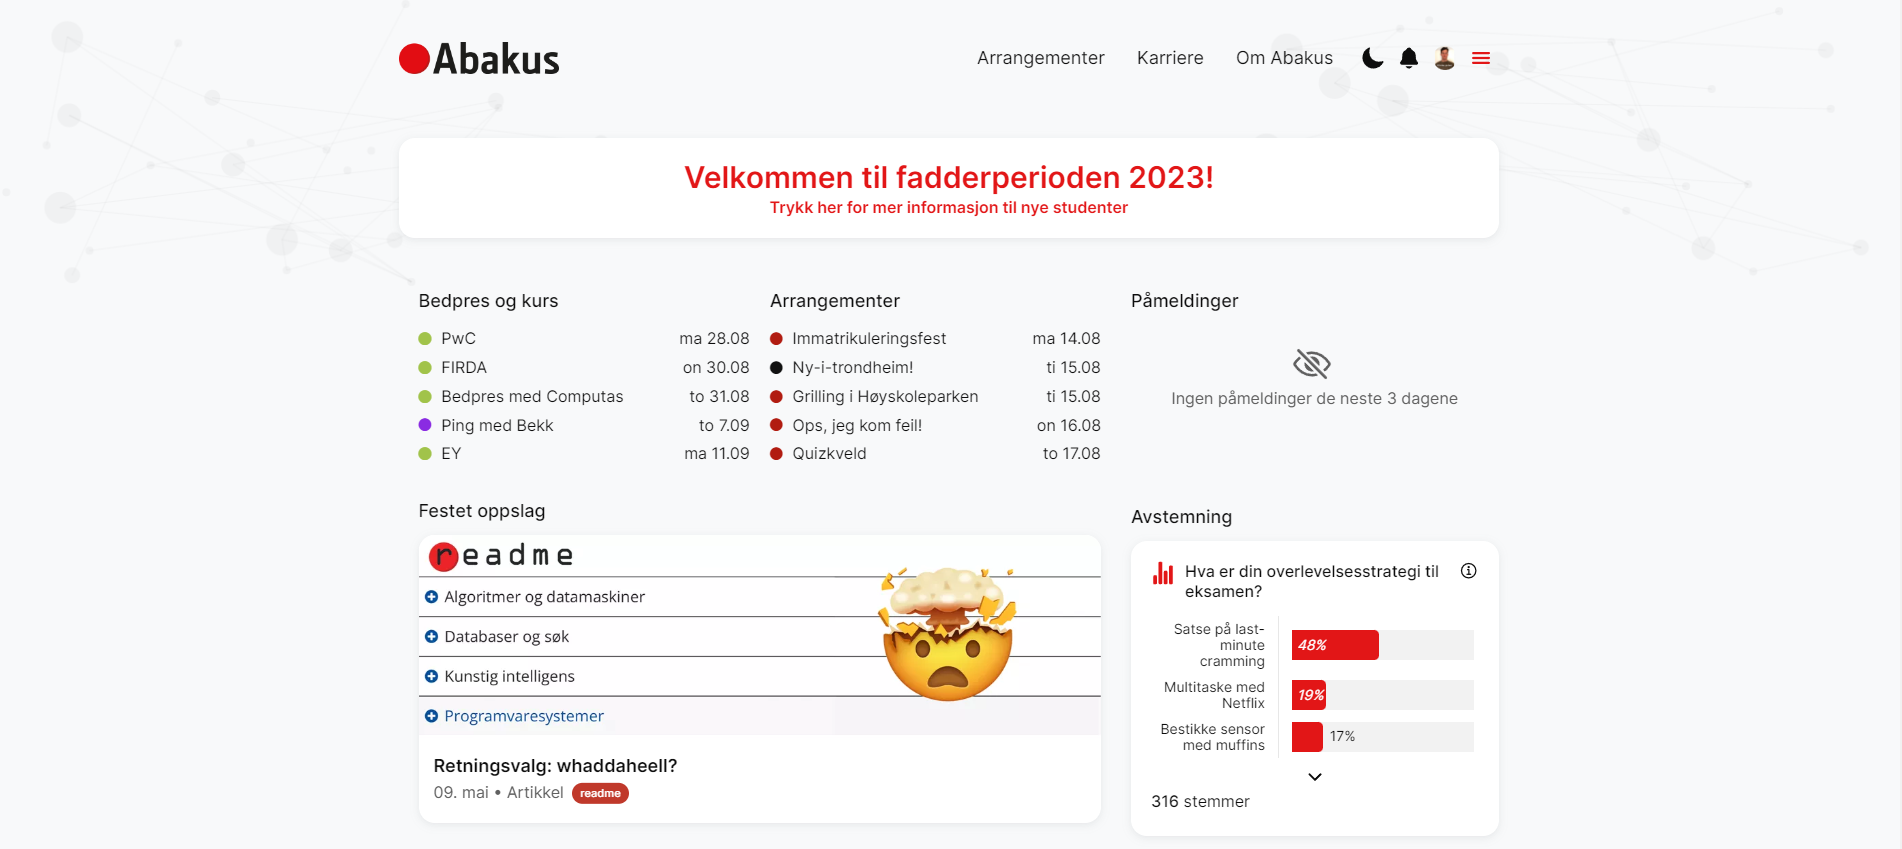 Abakus
Arrangementer
Karriere
Om Abakus
Velkommen til fadderperioden 2023!
Trykk her for mer informasjon til nye studenter
Bedpres og kurs
PwC ma 28.08
FIRDA on 30.08
Bedpres med Computas to 31.08
Ping med Bekk to 7.09
EY ma 11.09
Arrangementer
Immatrikuleringsfest ma 14.08
Ny-i-trondheim! ti 15.08
Grilling i Høyskoleparken ti 15.08
Ops, jeg kom feil! on 16.08
Quizkveld to 17.08
Påmeldinger
Ingen påmeldinger de neste 3 dagene
Festet oppslag
readme
Algoritmer og datamaskiner
Databaser og søk
Kunstig intelligens
Programvaresystemer
Retningsvalg: whaddaheell?
09. mai • Artikkel readme
Avstemning
Hva er din overlevelsesstrategi til
eksamen?
Satse på last-
minute
cramming
48%
Multitaske med
Netflix
19%
Bestikke sensor
med muffins
17%
316 stemmer